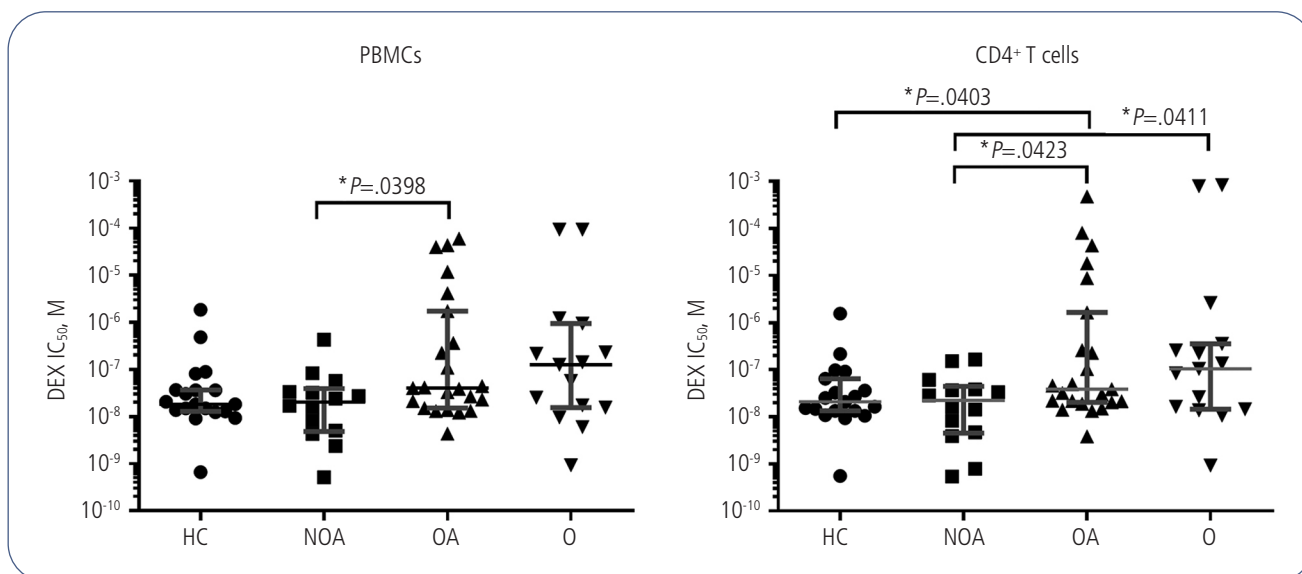 PBMCs
*P=.0398
DEX IC₅₀, M
10⁻³
10⁻⁴
10⁻⁵
10⁻⁶
10⁻⁷
10⁻⁸
10⁻⁹
10⁻¹⁰
HC NOA OA O
CD4⁺ T cells
*P=.0403
*P=.0411
*P=.0423
DEX IC₅₀, M
10⁻³
10⁻⁴
10⁻⁵
10⁻⁶
10⁻⁷
10⁻⁸
10⁻⁹
10⁻¹⁰
HC NOA OA O